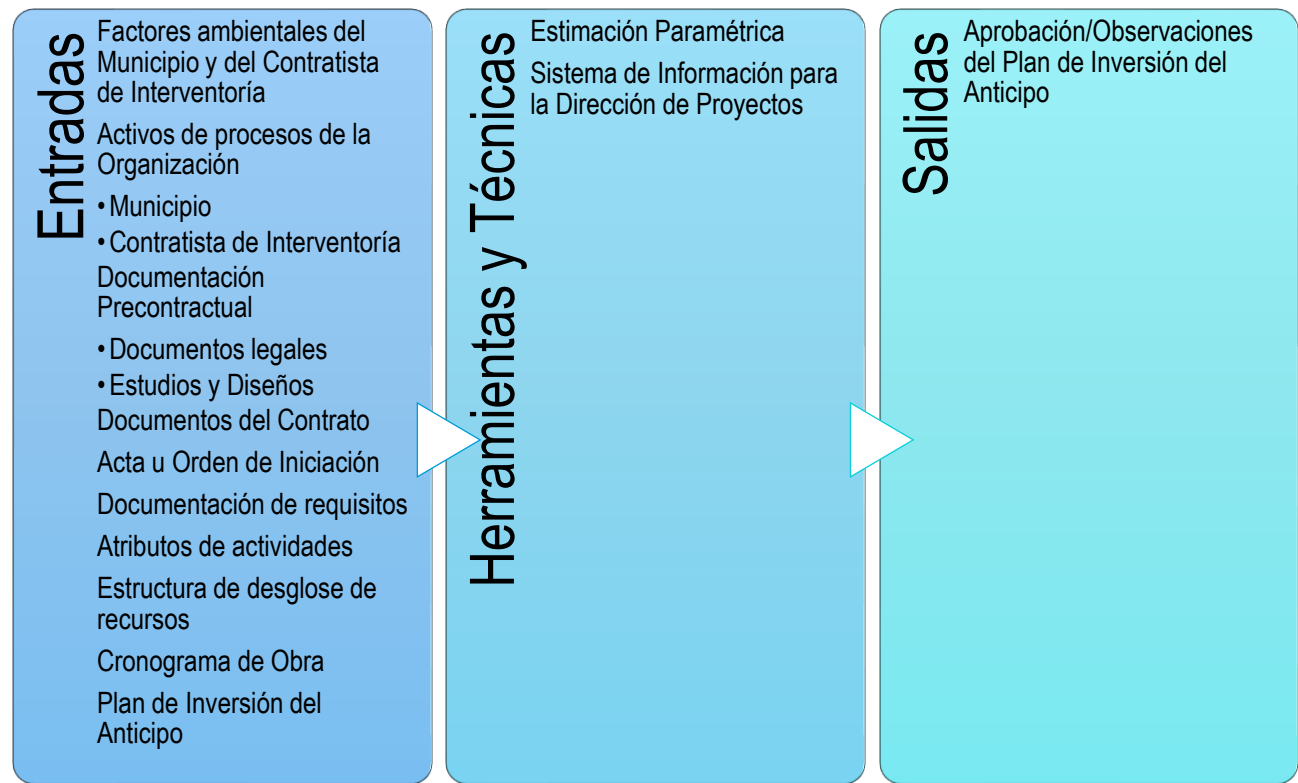 Entradas
Factores ambientales del
Municipio y del Contratista
de Interventoría
Activos de procesos de la
Organización
• Municipio
• Contratista de Interventoría
Documentación
Precontractual
• Documentos legales
• Estudios y Diseños
Documentos del Contrato
Acta u Orden de Iniciación
Documentación de requisitos
Atributos de actividades
Estructura de desglose de
recursos
Cronograma de Obra
Plan de Inversión del
Anticipo
Herramientas y Técnicas
Estimación Paramétrica
Sistema de Información para
la Dirección de Proyectos
Salidas
Aprobación/Observaciones
del Plan de Inversión del
Anticipo